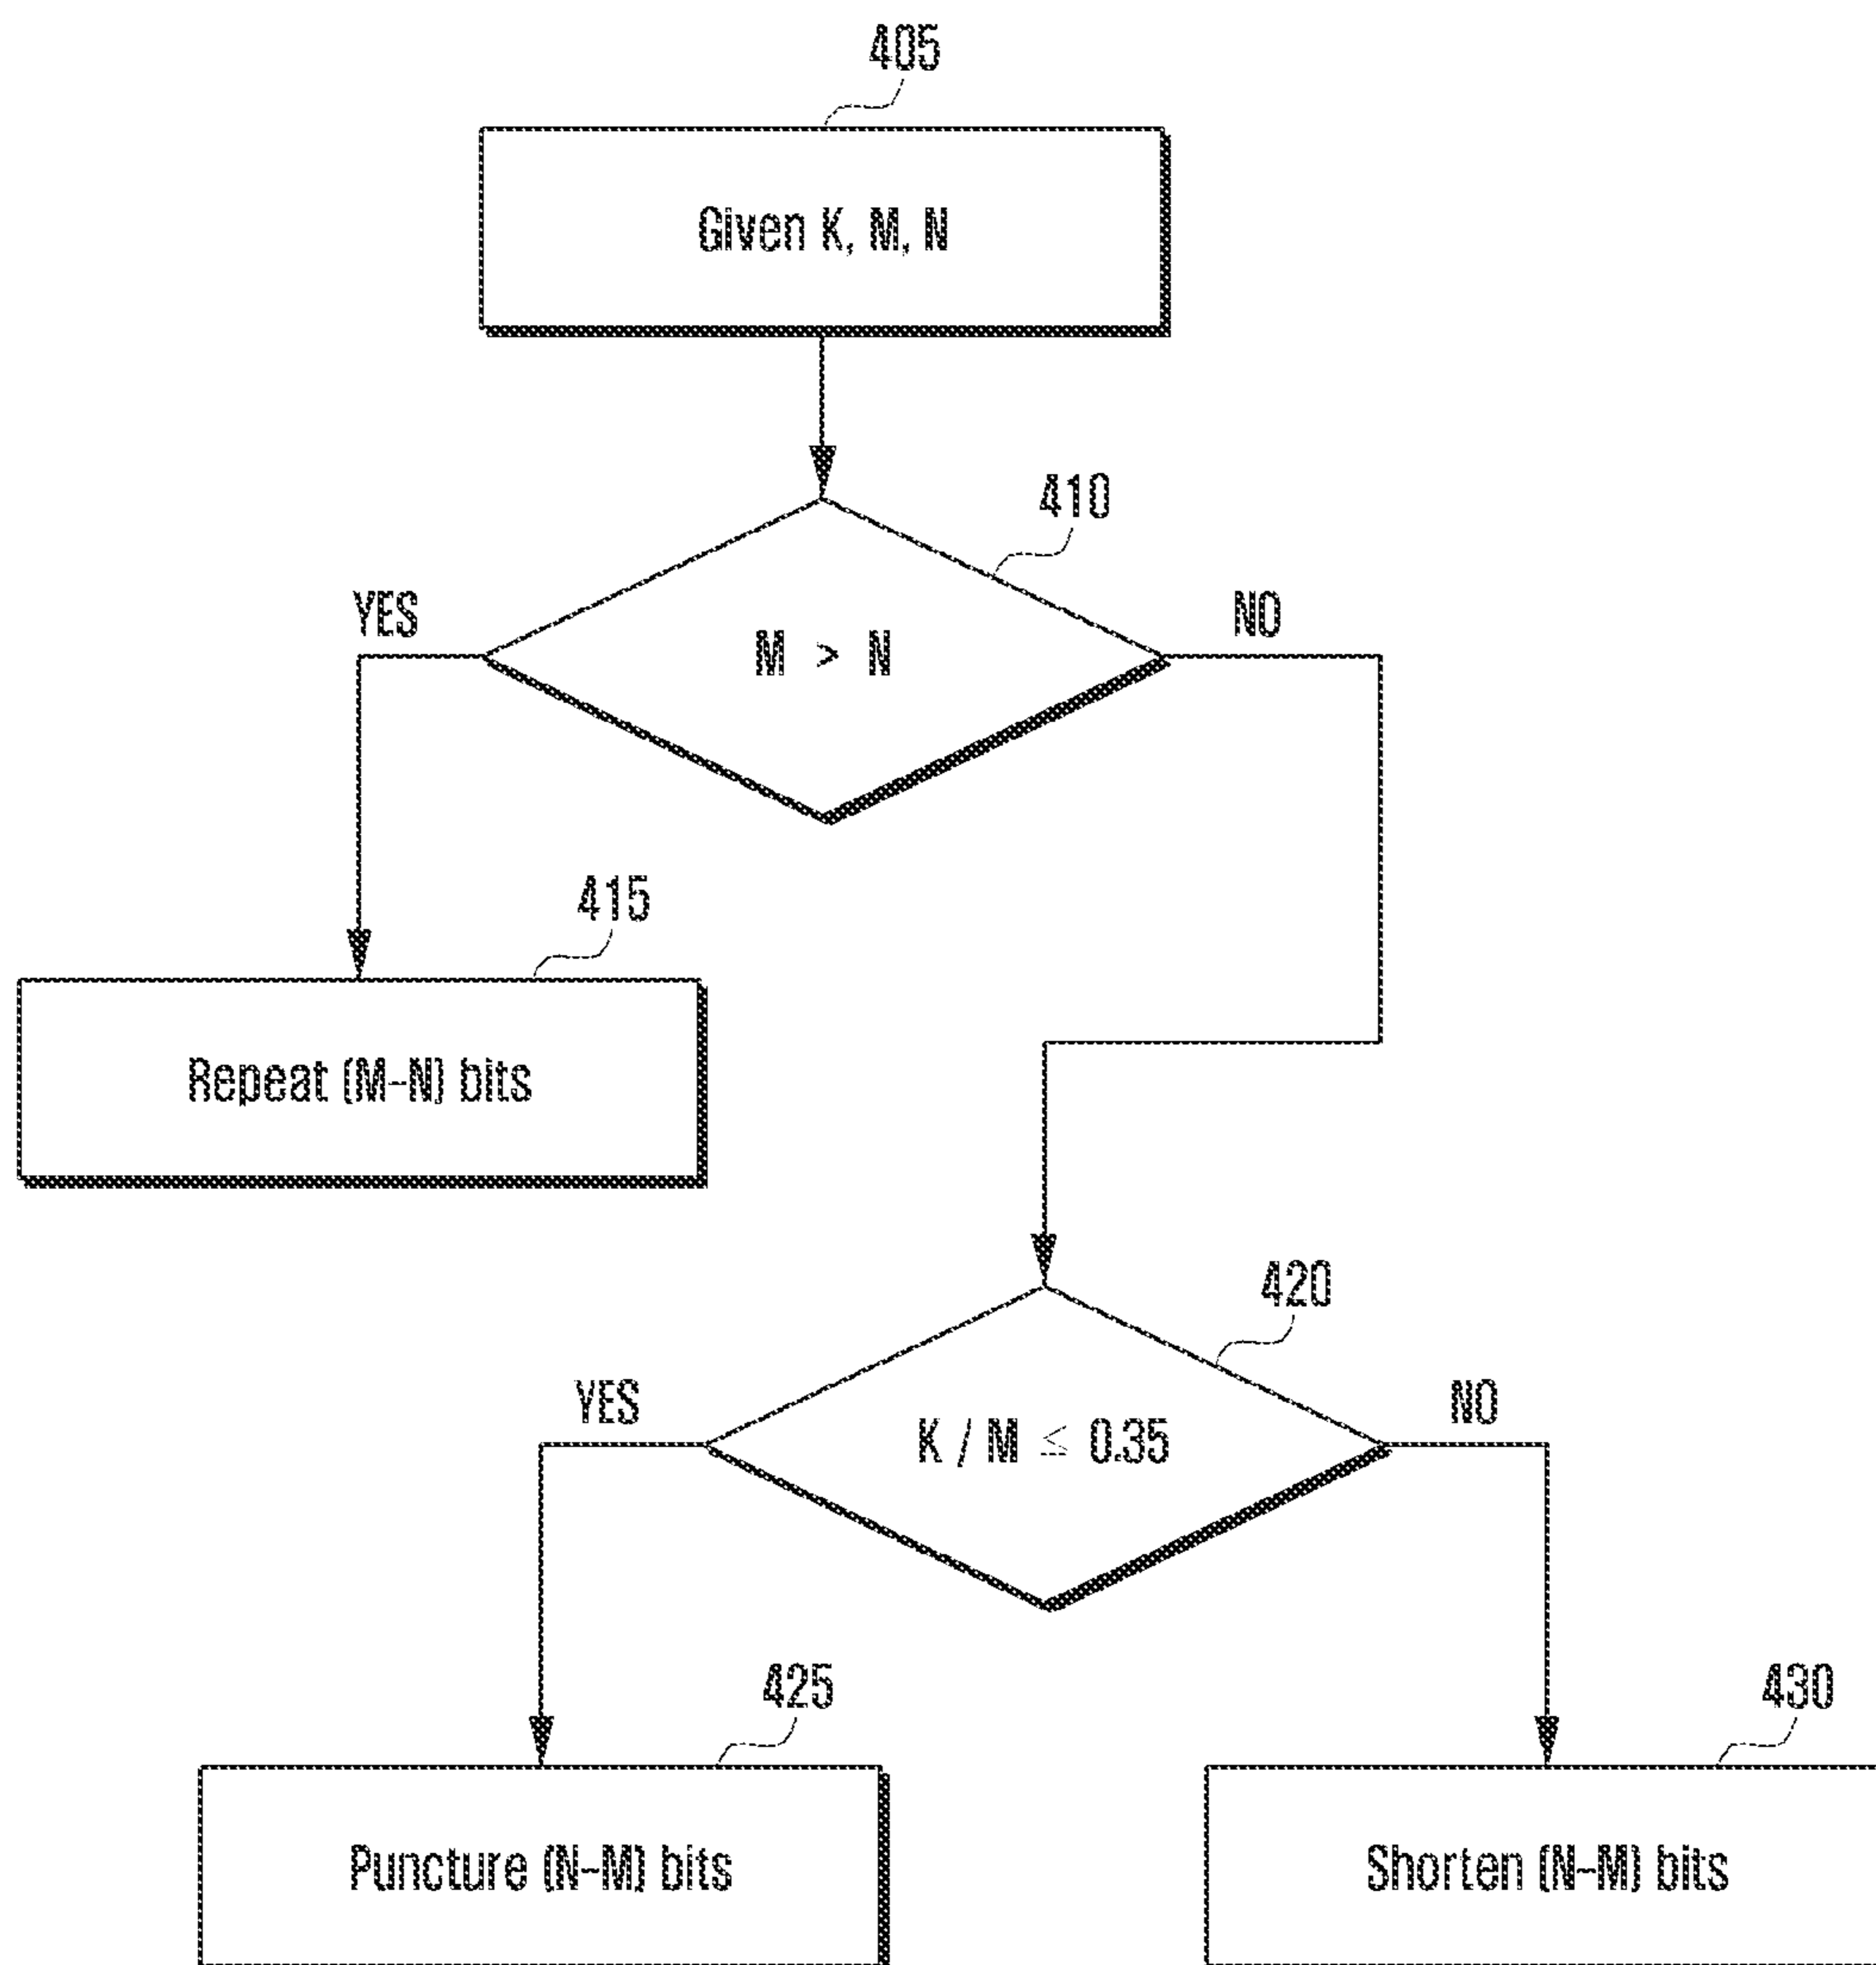 405
Given K, M, N
410
YES
NO
M > N
415
Repeat (M-N) bits
420
YES
NO
K / M ≤ 0.35
425
430
Puncture (N-M) bits
Shorten (N-M) bits